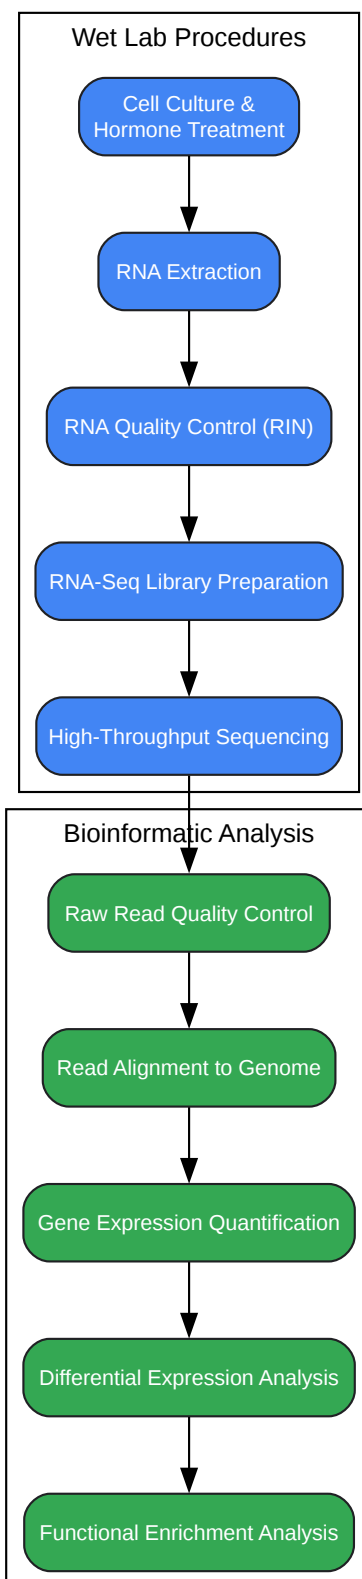 Wet Lab Procedures
Cell Culture &
Hormone Treatment
RNA Extraction
RNA Quality Control (RIN)
RNA-Seq Library Preparation
High-Throughput Sequencing
Bioinformatic Analysis
Raw Read Quality Control
Read Alignment to Genome
Gene Expression Quantification
Differential Expression Analysis
Functional Enrichment Analysis